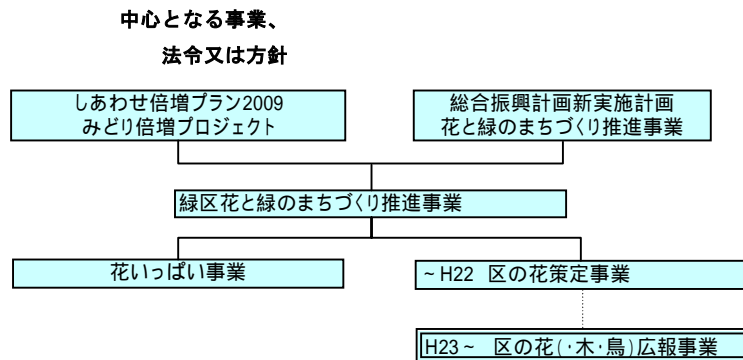 中心となる事業、
法令又は方針
しあわせ倍増プラン2009
みどり倍増プロジェクト
総合振興計画新実施計画
花と緑のまちづくり推進事業
緑区花と緑のまちづくり推進事業
花いっぱい事業
~H22 区の花策定事業
H23~ 区の花(・木・鳥)広報事業